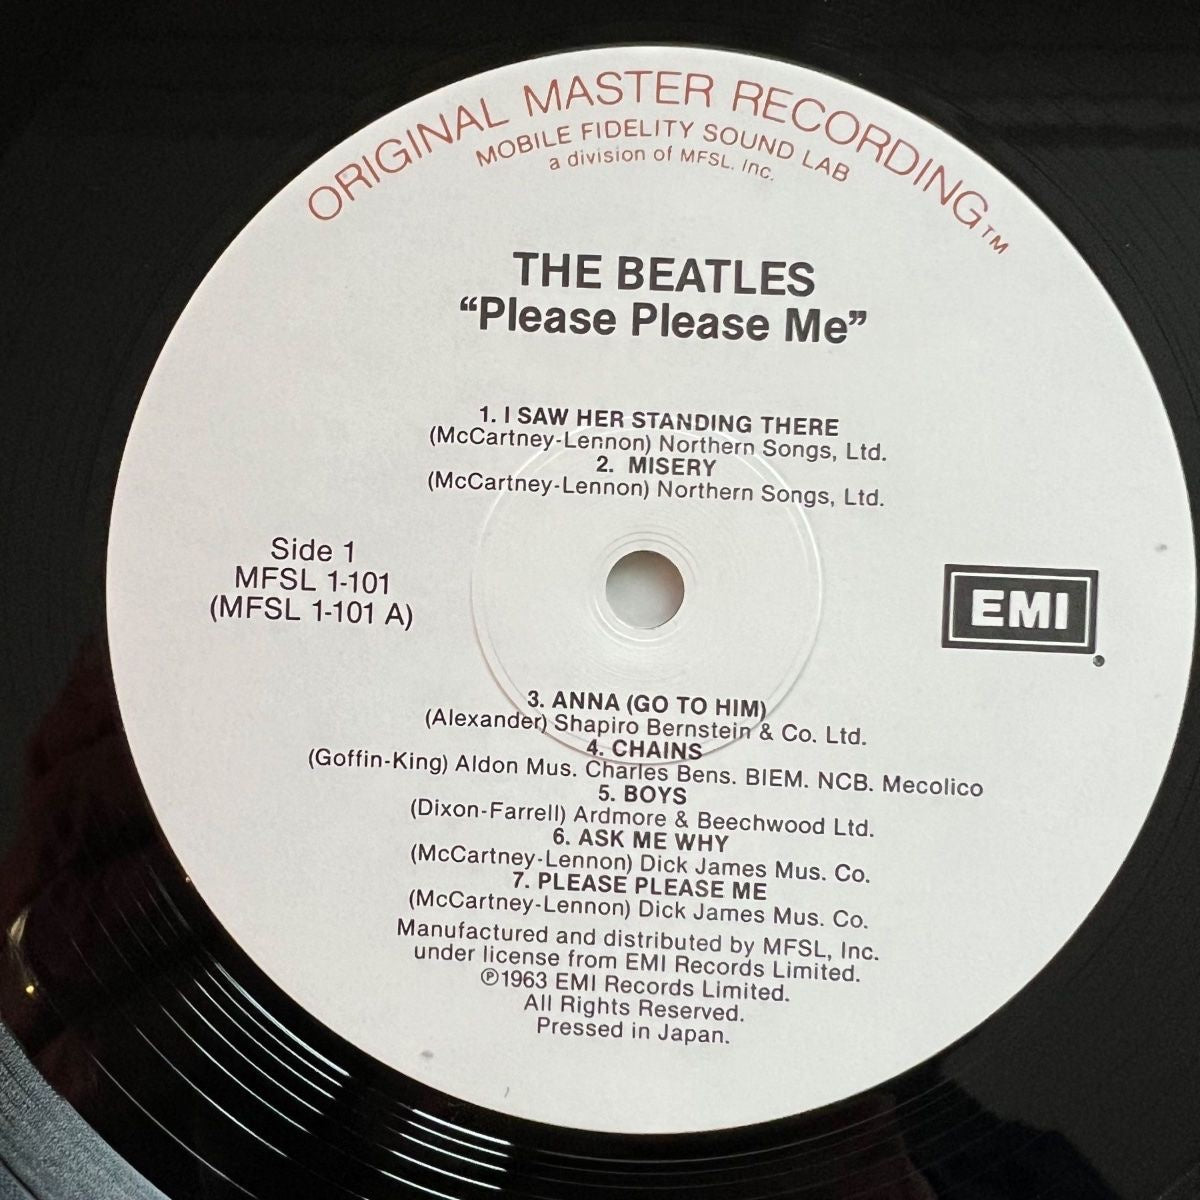 ORIGINAL MASTER RECORDING™
MOBILE FIDELITY SOUND LAB
a division of MFSL, Inc.
THE BEATLES
“Please Please Me”
1. I SAW HER STANDING THERE
(McCartney-Lennon) Northern Songs, Ltd.
2. MISERY
(McCartney-Lennon) Northern Songs, Ltd.
Side 1
MFSL 1-101
(MFSL 1-101 A)
EMI
3. ANNA (GO TO HIM)
(Alexander) Shapiro Bernstein & Co. Ltd.
4. CHAINS
(Goffin-King) Aldon Mus. Charles Bens. BIEM. NCB. Mecolico
5. BOYS
(Dixon-Farrell) Ardmore & Beechwood Ltd.
6. ASK ME WHY
(McCartney-Lennon) Dick James Mus. Co.
7. PLEASE PLEASE ME
(McCartney-Lennon) Dick James Mus. Co.
Manufactured and distributed by MFSL, Inc.
under license from EMI Records Limited.
℗1963 EMI Records Limited.
All Rights Reserved.
Pressed in Japan.